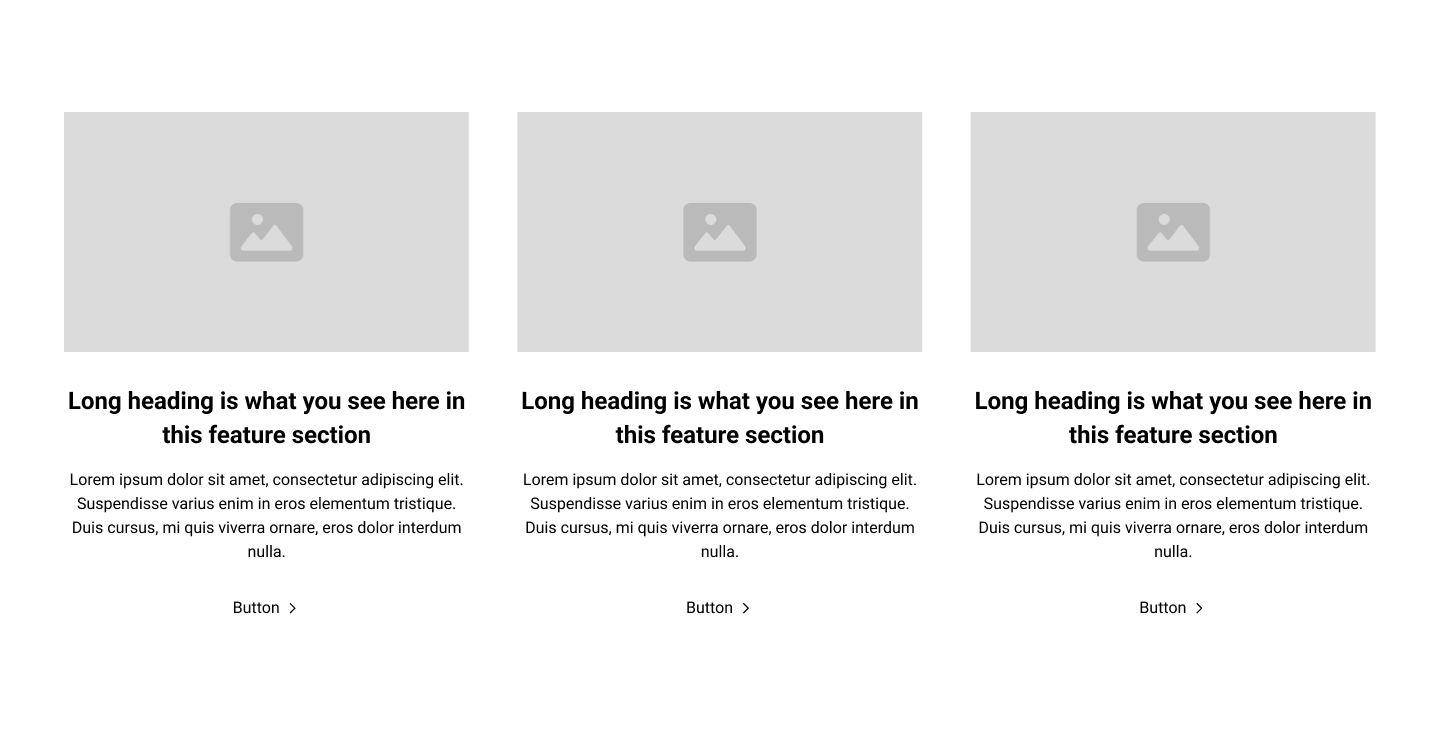 Long heading is what you see here in
this feature section
Lorem ipsum dolor sit amet, consectetur adipiscing elit.
Suspendisse varius enim in eros elementum tristique.
Duis cursus, mi quis viverra ornare, eros dolor interdum
nulla.
Button
Long heading is what you see here in
this feature section
Lorem ipsum dolor sit amet, consectetur adipiscing elit.
Suspendisse varius enim in eros elementum tristique.
Duis cursus, mi quis viverra ornare, eros dolor interdum
nulla.
Button
Long heading is what you see here in
this feature section
Lorem ipsum dolor sit amet, consectetur adipiscing elit.
Suspendisse varius enim in eros elementum tristique.
Duis cursus, mi quis viverra ornare, eros dolor interdum
nulla.
Button